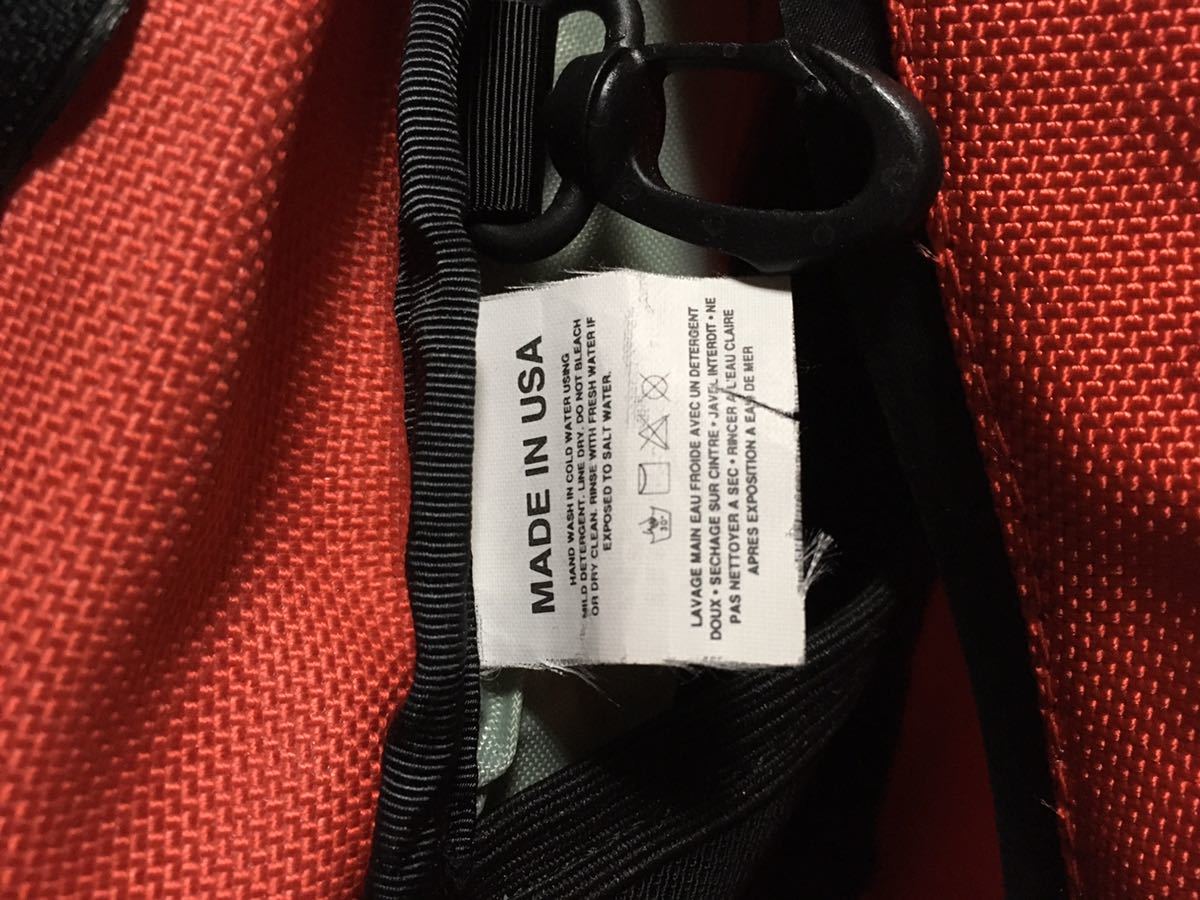 MADE IN USA
HAND WASH IN COLD WATER USING
MILD DETERGENT. LINE DRY. DO NOT BLEACH
OR DRY CLEAN. RINSE WITH FRESH WATER IF
EXPOSED TO SALT WATER.
30°
LAVAGE MAIN EAU FROIDE AVEC UN DETERGENT
DOUX • SECHAGE SUR CINTRE • JAVEL INTERDIT • NE
PAS NETTOYER A SEC • RINCER A L'EAU CLAIRE
APRES EXPOSITION A EAU DE MER